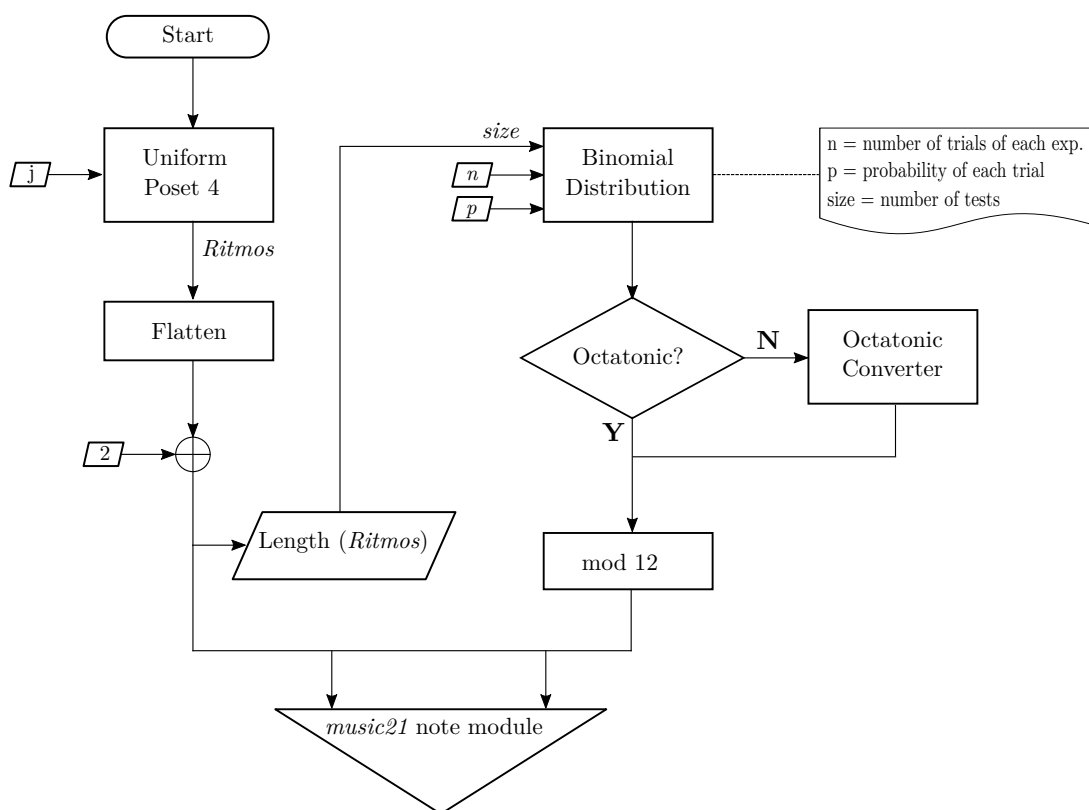 Start
Uniform
Poset 4
j
Ritmos
Flatten
2
Length (Ritmos)
size
n
p
Binomial
Distribution
n = number of trials of each exp.
p = probability of each trial
size = number of tests
Octatonic?
N
Octatonic
Converter
Y
mod 12
music21 note module